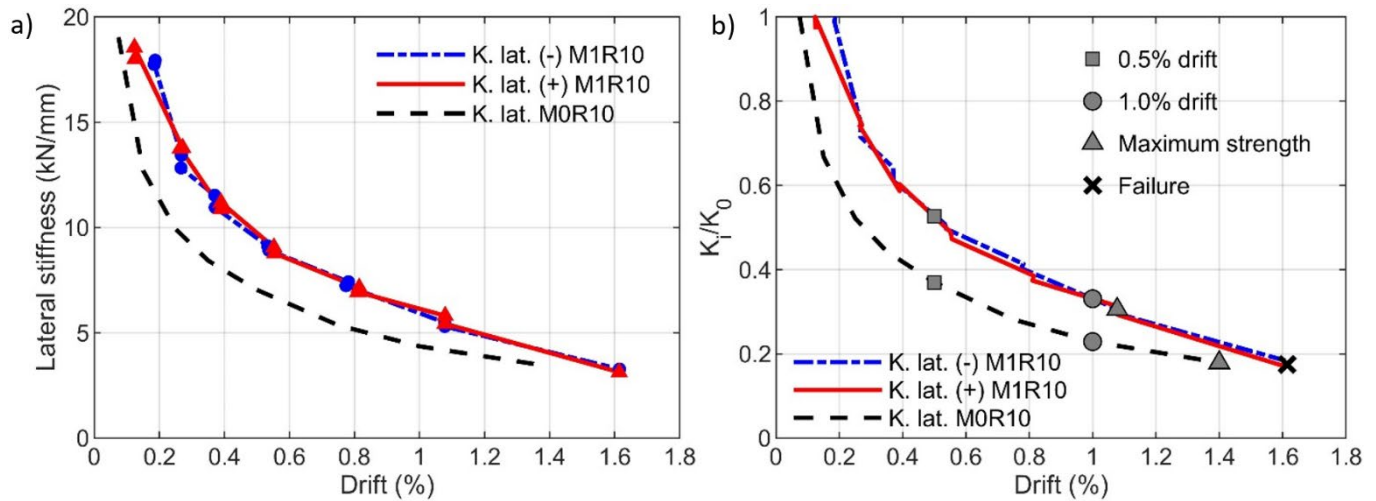 a)
20
15
10
5
0
Lateral stiffness (kN/mm)
K. lat. (-) M1R10
K. lat. (+) M1R10
K. lat. M0R10
0 0.2 0.4 0.6 0.8 1 1.2 1.4 1.6 1.8
Drift (%)
b)
1
0.8
0.6
0.4
0.2
0
K_i/K_0
0.5% drift
1.0% drift
Maximum strength
Failure
K. lat. (-) M1R10
K. lat. (+) M1R10
K. lat. M0R10
0 0.2 0.4 0.6 0.8 1 1.2 1.4 1.6 1.8
Drift (%)